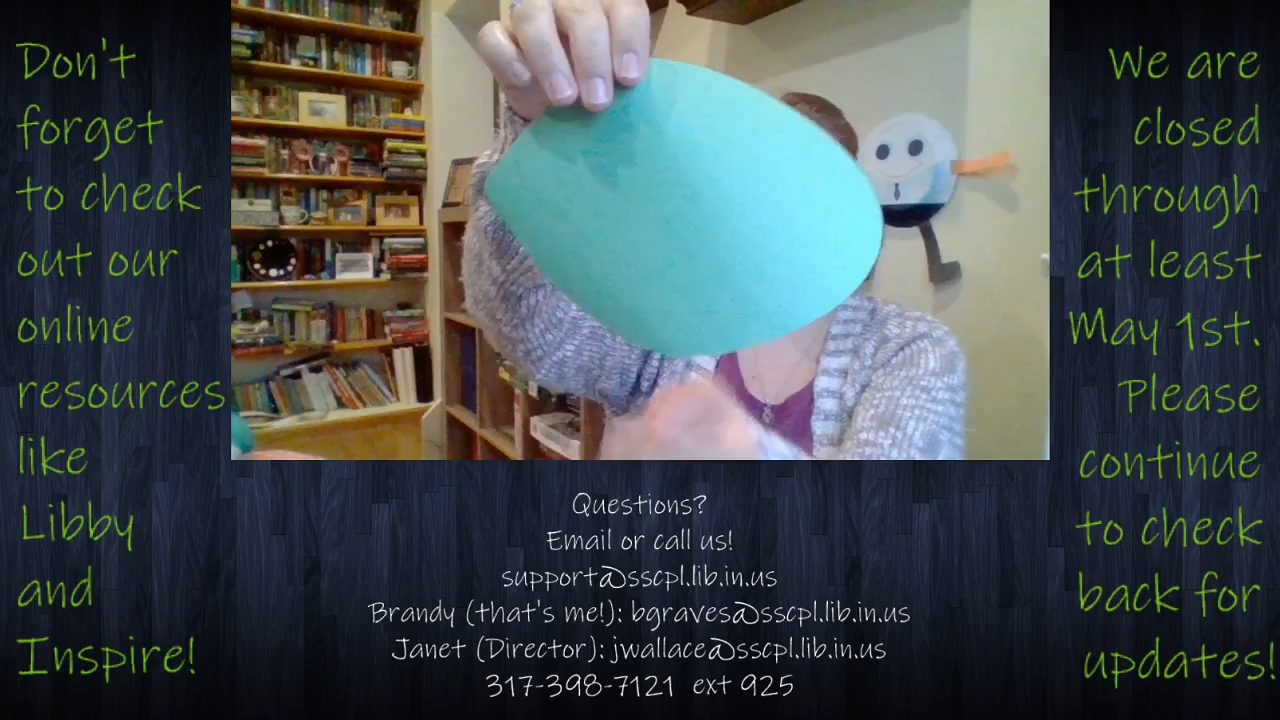 Don't
forget
to check
out our
online
resources
like
Libby
and
Inspire!
We are
closed
through
at least
May 1st.
Please
continue
to check
back for
updates!
Questions?
Email or call us!
support@sscpl.lib.in.us
Brandy (that's me!): bgraves@sscpl.lib.in.us
Janet (Director): jwallace@sscpl.lib.in.us
317-398-7121 ext 925